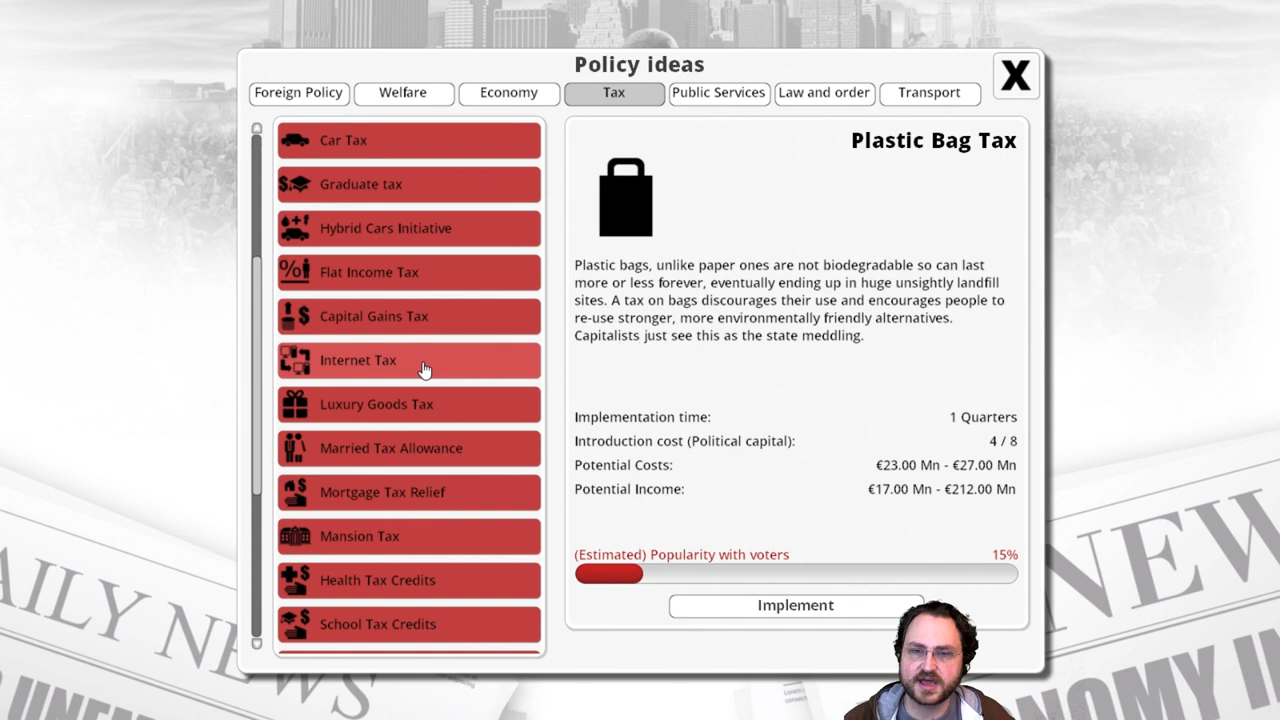 Policy ideas
X
Foreign Policy
Welfare
Economy
Tax
Public Services
Law and order
Transport
Car Tax
Graduate tax
Hybrid Cars Initiative
Flat Income Tax
Capital Gains Tax
Internet Tax
Luxury Goods Tax
Married Tax Allowance
Mortgage Tax Relief
Mansion Tax
Health Tax Credits
School Tax Credits
Plastic Bag Tax
Plastic bags, unlike paper ones are not biodegradable so can last
more or less forever, eventually ending up in huge unsightly landfill
sites. A tax on bags discourages their use and encourages people to
re-use stronger, more environmentally friendly alternatives.
Capitalists just see this as the state meddling.
Implementation time: 1 Quarters
Introduction cost (Political capital): 4 / 8
Potential Costs: €23.00 Mn - €27.00 Mn
Potential Income: €17.00 Mn - €212.00 Mn
(Estimated) Popularity with voters 15%
Implement
AILY NEWS
NEW